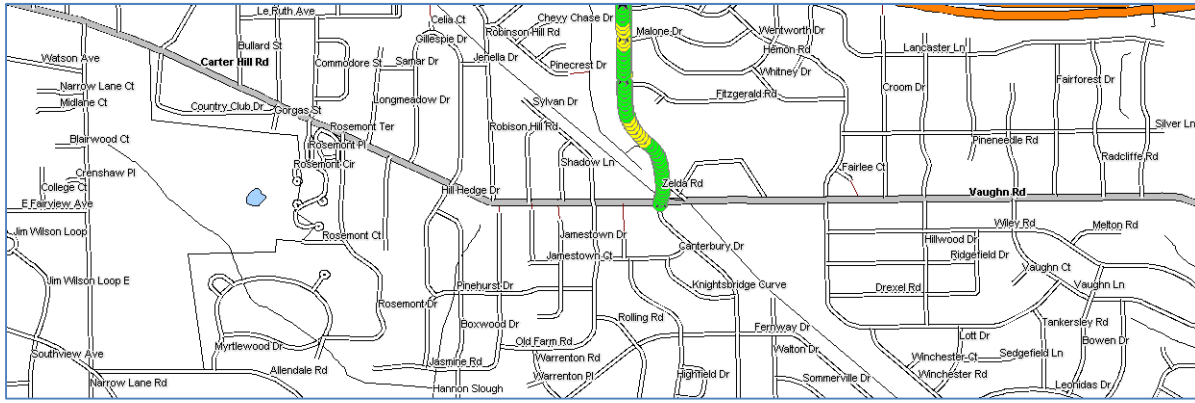 Le Ruth Ave
Celia Ct
Chevy Chase Dr
Robinson Hill Rd
Malone Dr
Wentworth Dr
Gillespie Dr
Bullard St
Hernon Rd
Lancaster Ln
Watson Ave
Carter Hill Rd
Commodore St
Samar Dr
Jenella Dr
Pinecrest Dr
Whitney Dr
Fairforest Dr
Narrow Lane Ct
Croom Dr
Midlane Ct
Country Club Dr
Gorgas St
Longmeadow Dr
Sylvan Dr
Fitzgerald Rd
Silver Ln
Rosemont Ter
Robison Hill Rd
Blairwood Ct
Rosemont Pl
Pineneedle Rd
Rosemont Cir
Shadow Ln
Fairlee Ct
Radcliffe Rd
Crenshaw Pl
College Ct
Hill Hedge Dr
Zelda Rd
Vaughn Rd
E Fairview Ave
Jim Wilson Loop
Rosemont Ct
Jamestown Dr
Wiley Rd
Melton Rd
Canterbury Dr
Hillwood Dr
Jamestown Ct
Ridgefield Dr
Vaughn Ct
Jim Wilson Loop E
Pinehurst Dr
Knightsbridge Curve
Drexel Rd
Vaughn Ln
Rosemont Dr
Boxwood Dr
Rolling Rd
Fernway Dr
Tankersley Rd
Myrtlewood Dr
Old Farm Rd
Walton Dr
Lott Dr
Bowen Dr
Southview Ave
Jasmine Rd
Warrenton Rd
Winchester Ct
Sedgefield Ln
Allendale Rd
Warrenton Pl
Highfield Dr
Sommerville Dr
Winchester Rd
Narrow Lane Rd
Hannon Slough
Leonidas Dr